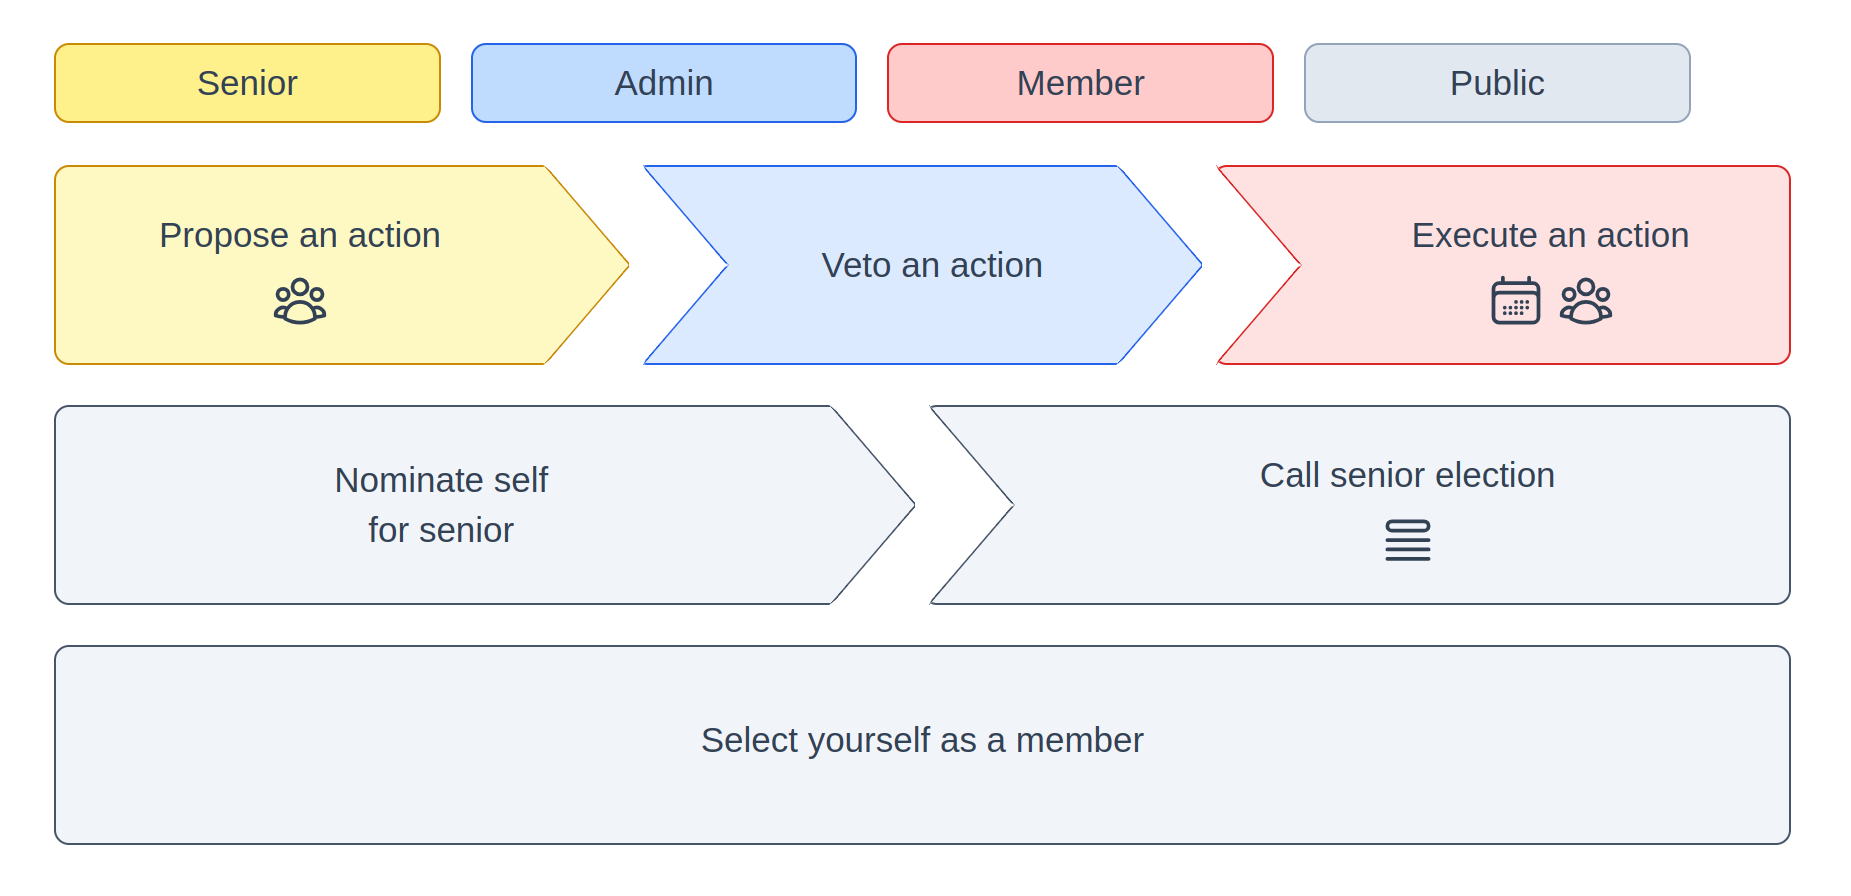 Senior
Admin
Member
Public
Propose an action
Veto an action
Execute an action
Nominate self
for senior
Call senior election
Select yourself as a member